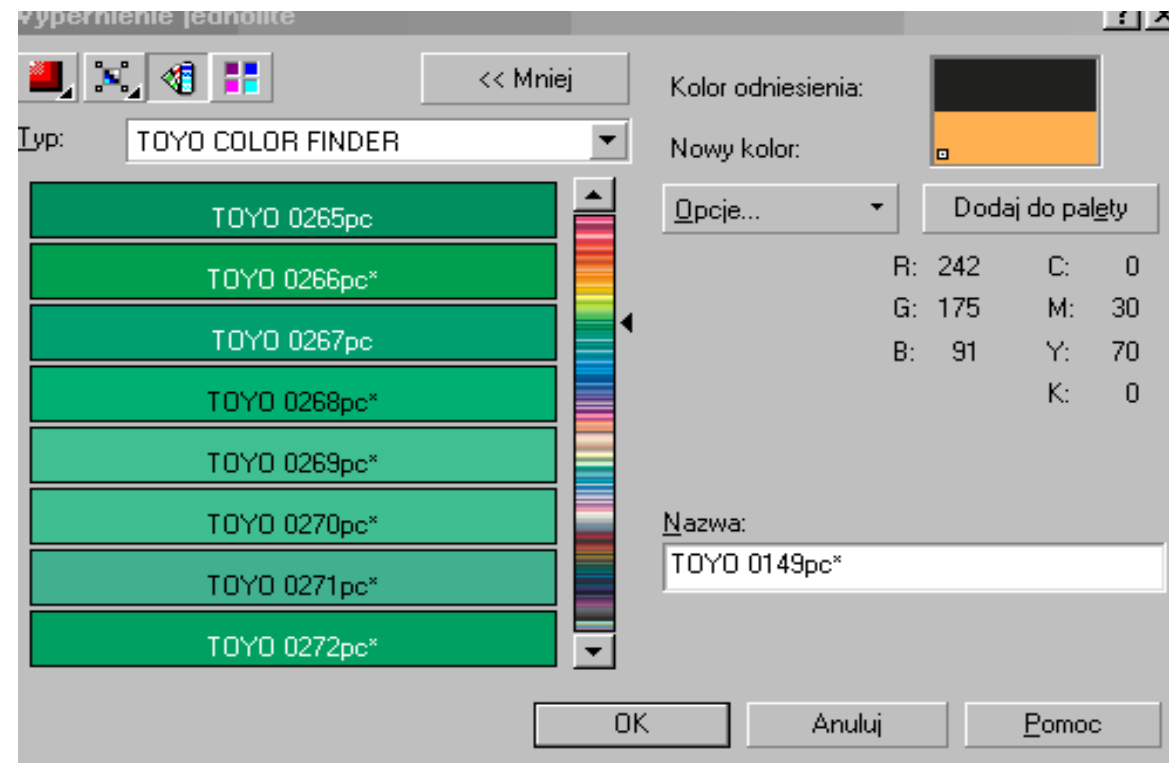 Wypełnienie jednolite
<< Mniej
Typ:
TOYO COLOR FINDER
TOYO 0265pc
TOYO 0266pc*
TOYO 0267pc
TOYO 0268pc*
TOYO 0269pc*
TOYO 0270pc*
TOYO 0271pc*
TOYO 0272pc*
Kolor odniesienia:
Nowy kolor:
Opcje...
Dodaj do palety
R: 242 C: 0
G: 175 M: 30
B: 91 Y: 70
K: 0
Nazwa:
TOYO 0149pc*
OK
Anuluj
Pomoc